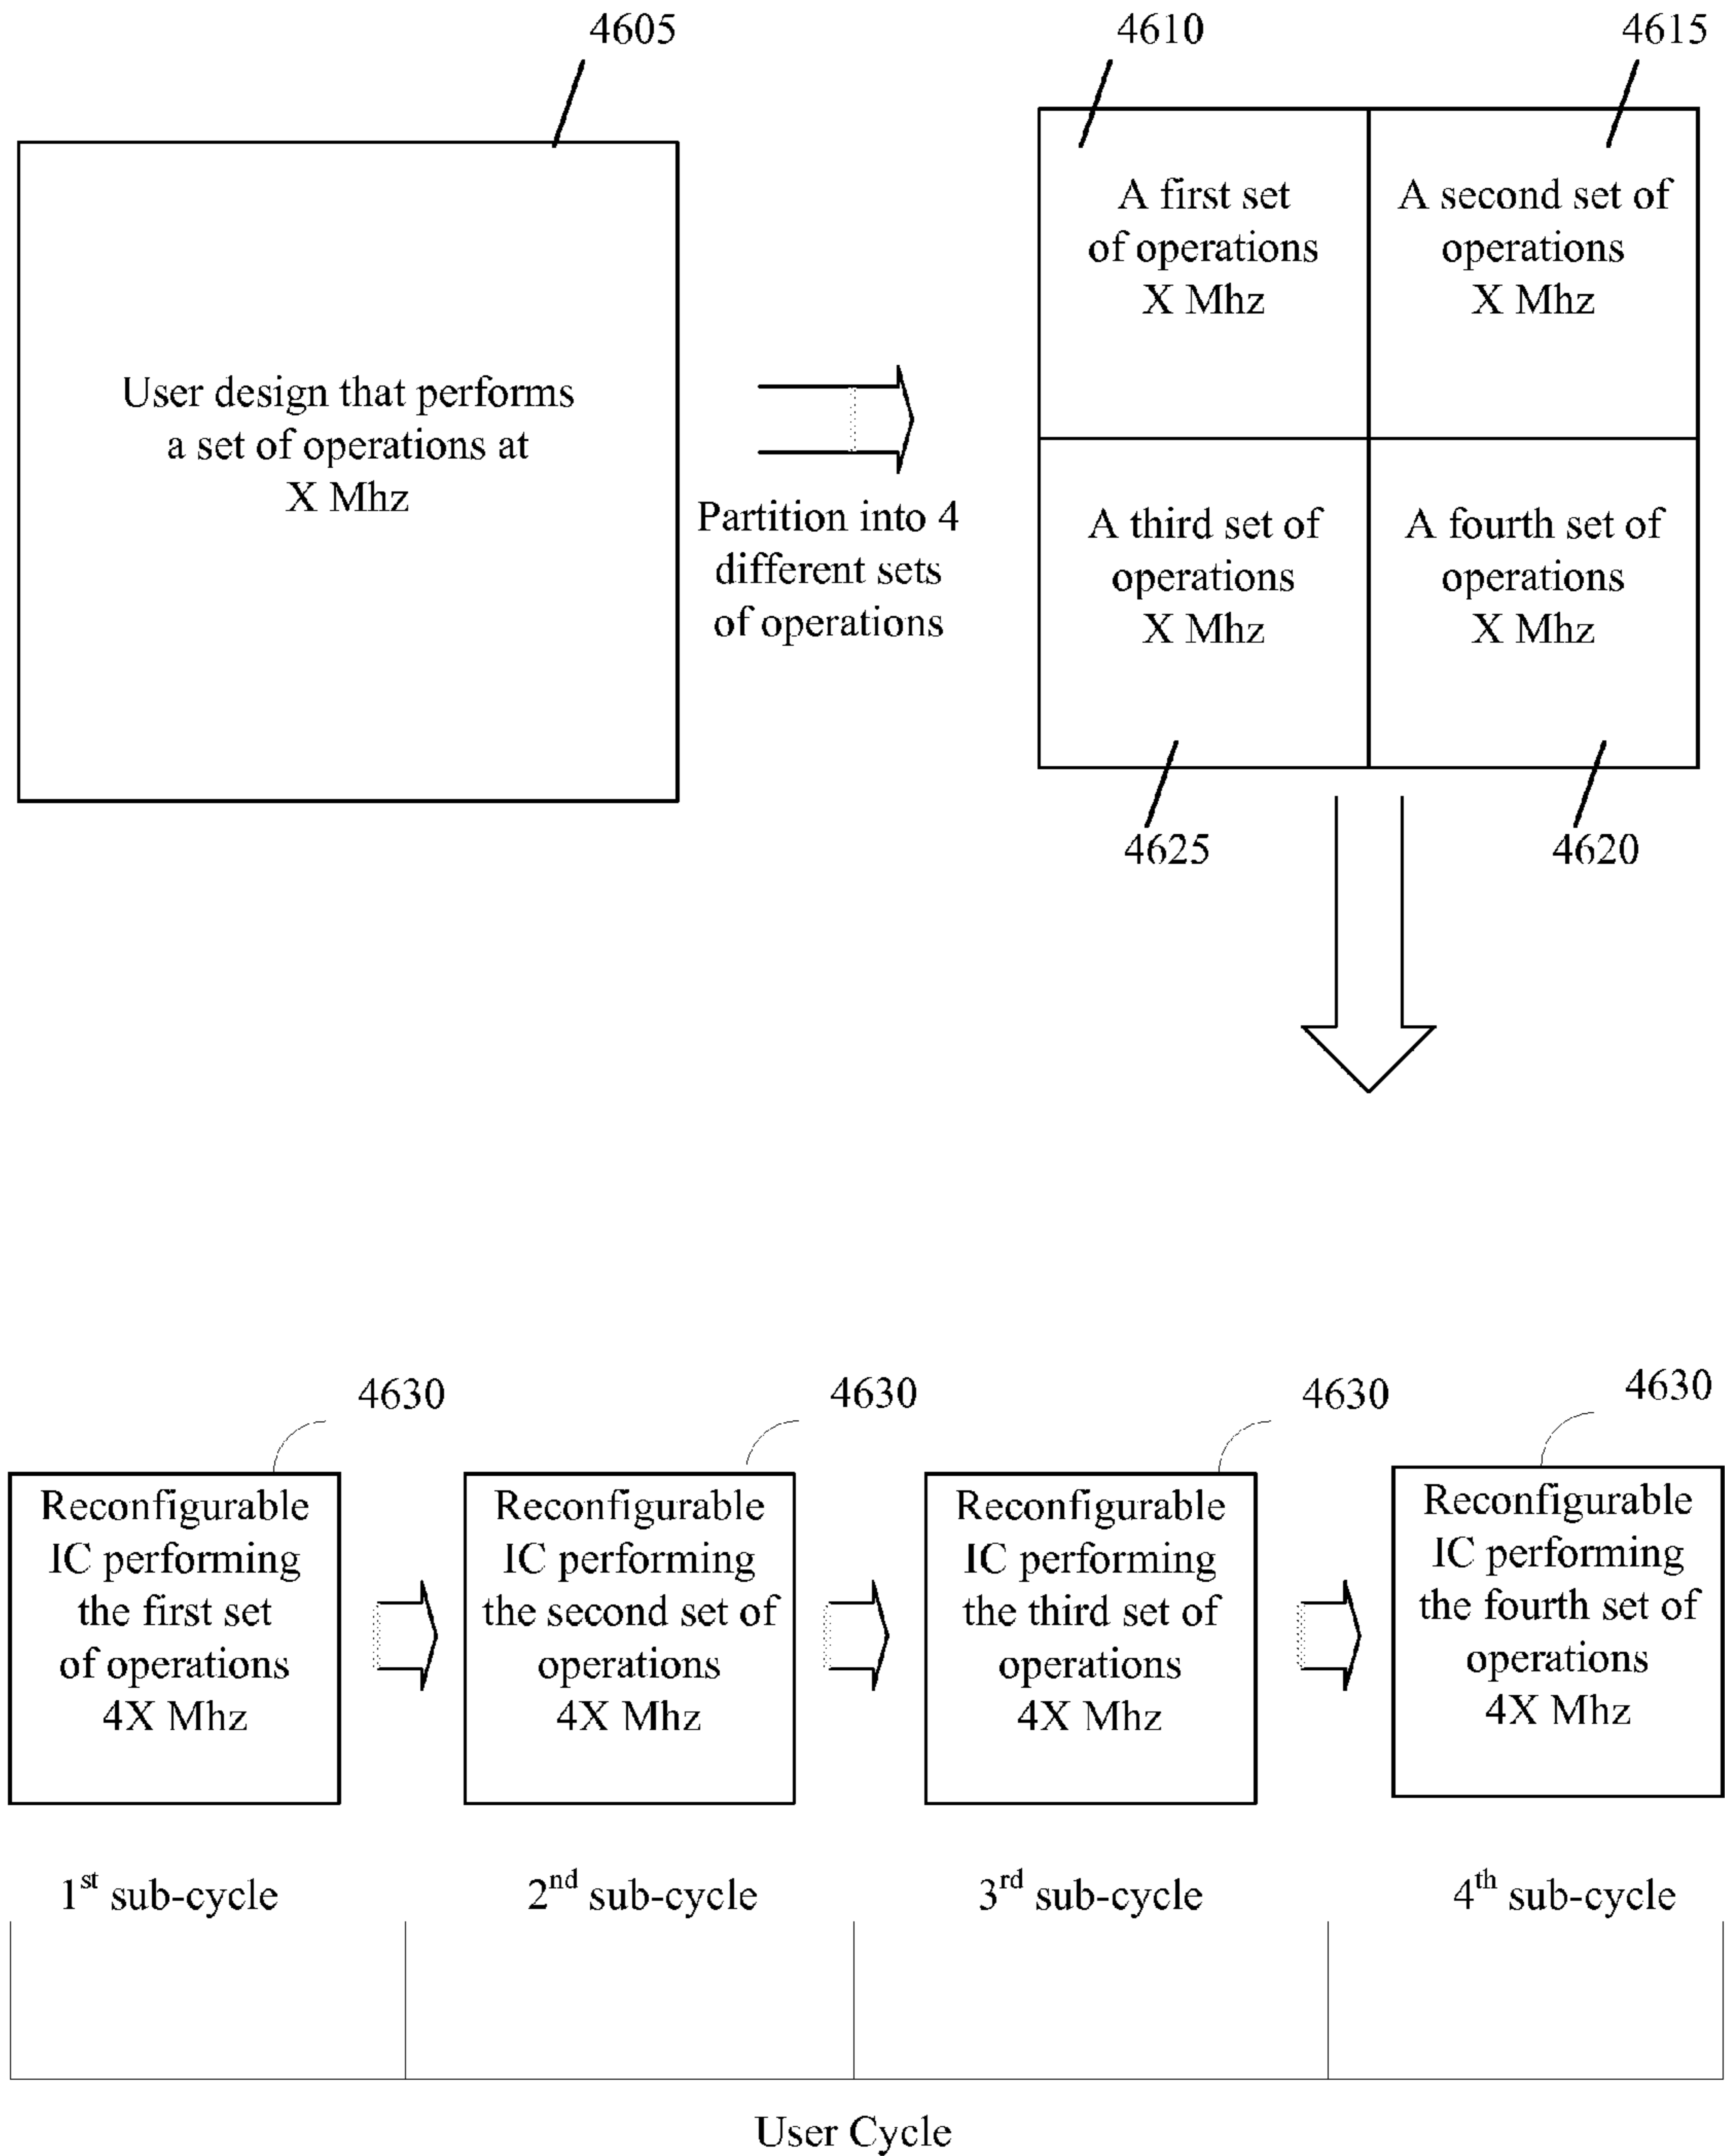 4605
4610
4615
User design that performs
a set of operations at
X Mhz
Partition into 4
different sets
of operations
A first set
of operations
X Mhz
A second set of
operations
X Mhz
A third set of
operations
X Mhz
A fourth set of
operations
X Mhz
4625
4620
4630
4630
4630
4630
Reconfigurable
IC performing
the first set
of operations
4X Mhz
Reconfigurable
IC performing
the second set of
operations
4X Mhz
Reconfigurable
IC performing
the third set of
operations
4X Mhz
Reconfigurable
IC performing
the fourth set of
operations
4X Mhz
1st sub-cycle
2nd sub-cycle
3rd sub-cycle
4th sub-cycle
User Cycle